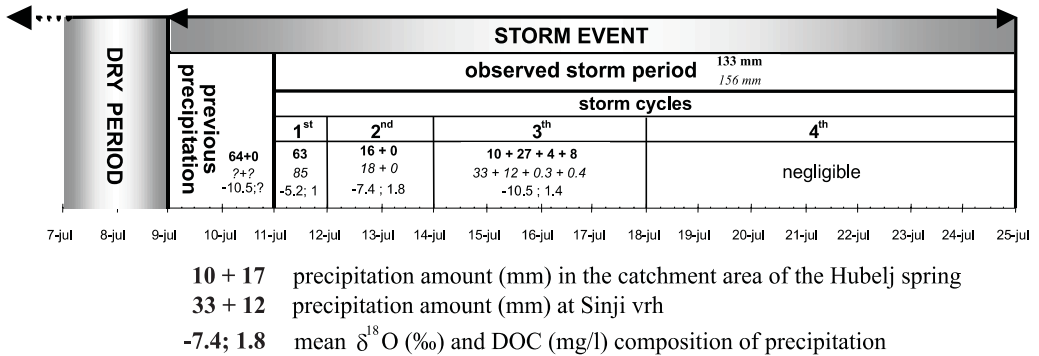 STORM EVENT
DRY PERIOD
previous precipitation
64+0
?+?
-10.5;?
observed storm period 133 mm
156 mm
storm cycles
1st 2nd 3th 4th
63 16 + 0 10 + 27 + 4 + 8
85 18 + 0 33 + 12 + 0.3 + 0.4 negligible
-5.2; 1 -7.4 ; 1.8 -10.5 ; 1.4
7-jul 8-jul 9-jul 10-jul 11-jul 12-jul 13-jul 14-jul 15-jul 16-jul 17-jul 18-jul 19-jul 20-jul 21-jul 22-jul 23-jul 24-jul 25-jul
10 + 17 precipitation amount (mm) in the catchment area of the Hubelj spring
33 + 12 precipitation amount (mm) at Sinji vrh
-7.4; 1.8 mean δ18O (‰) and DOC (mg/l) composition of precipitation